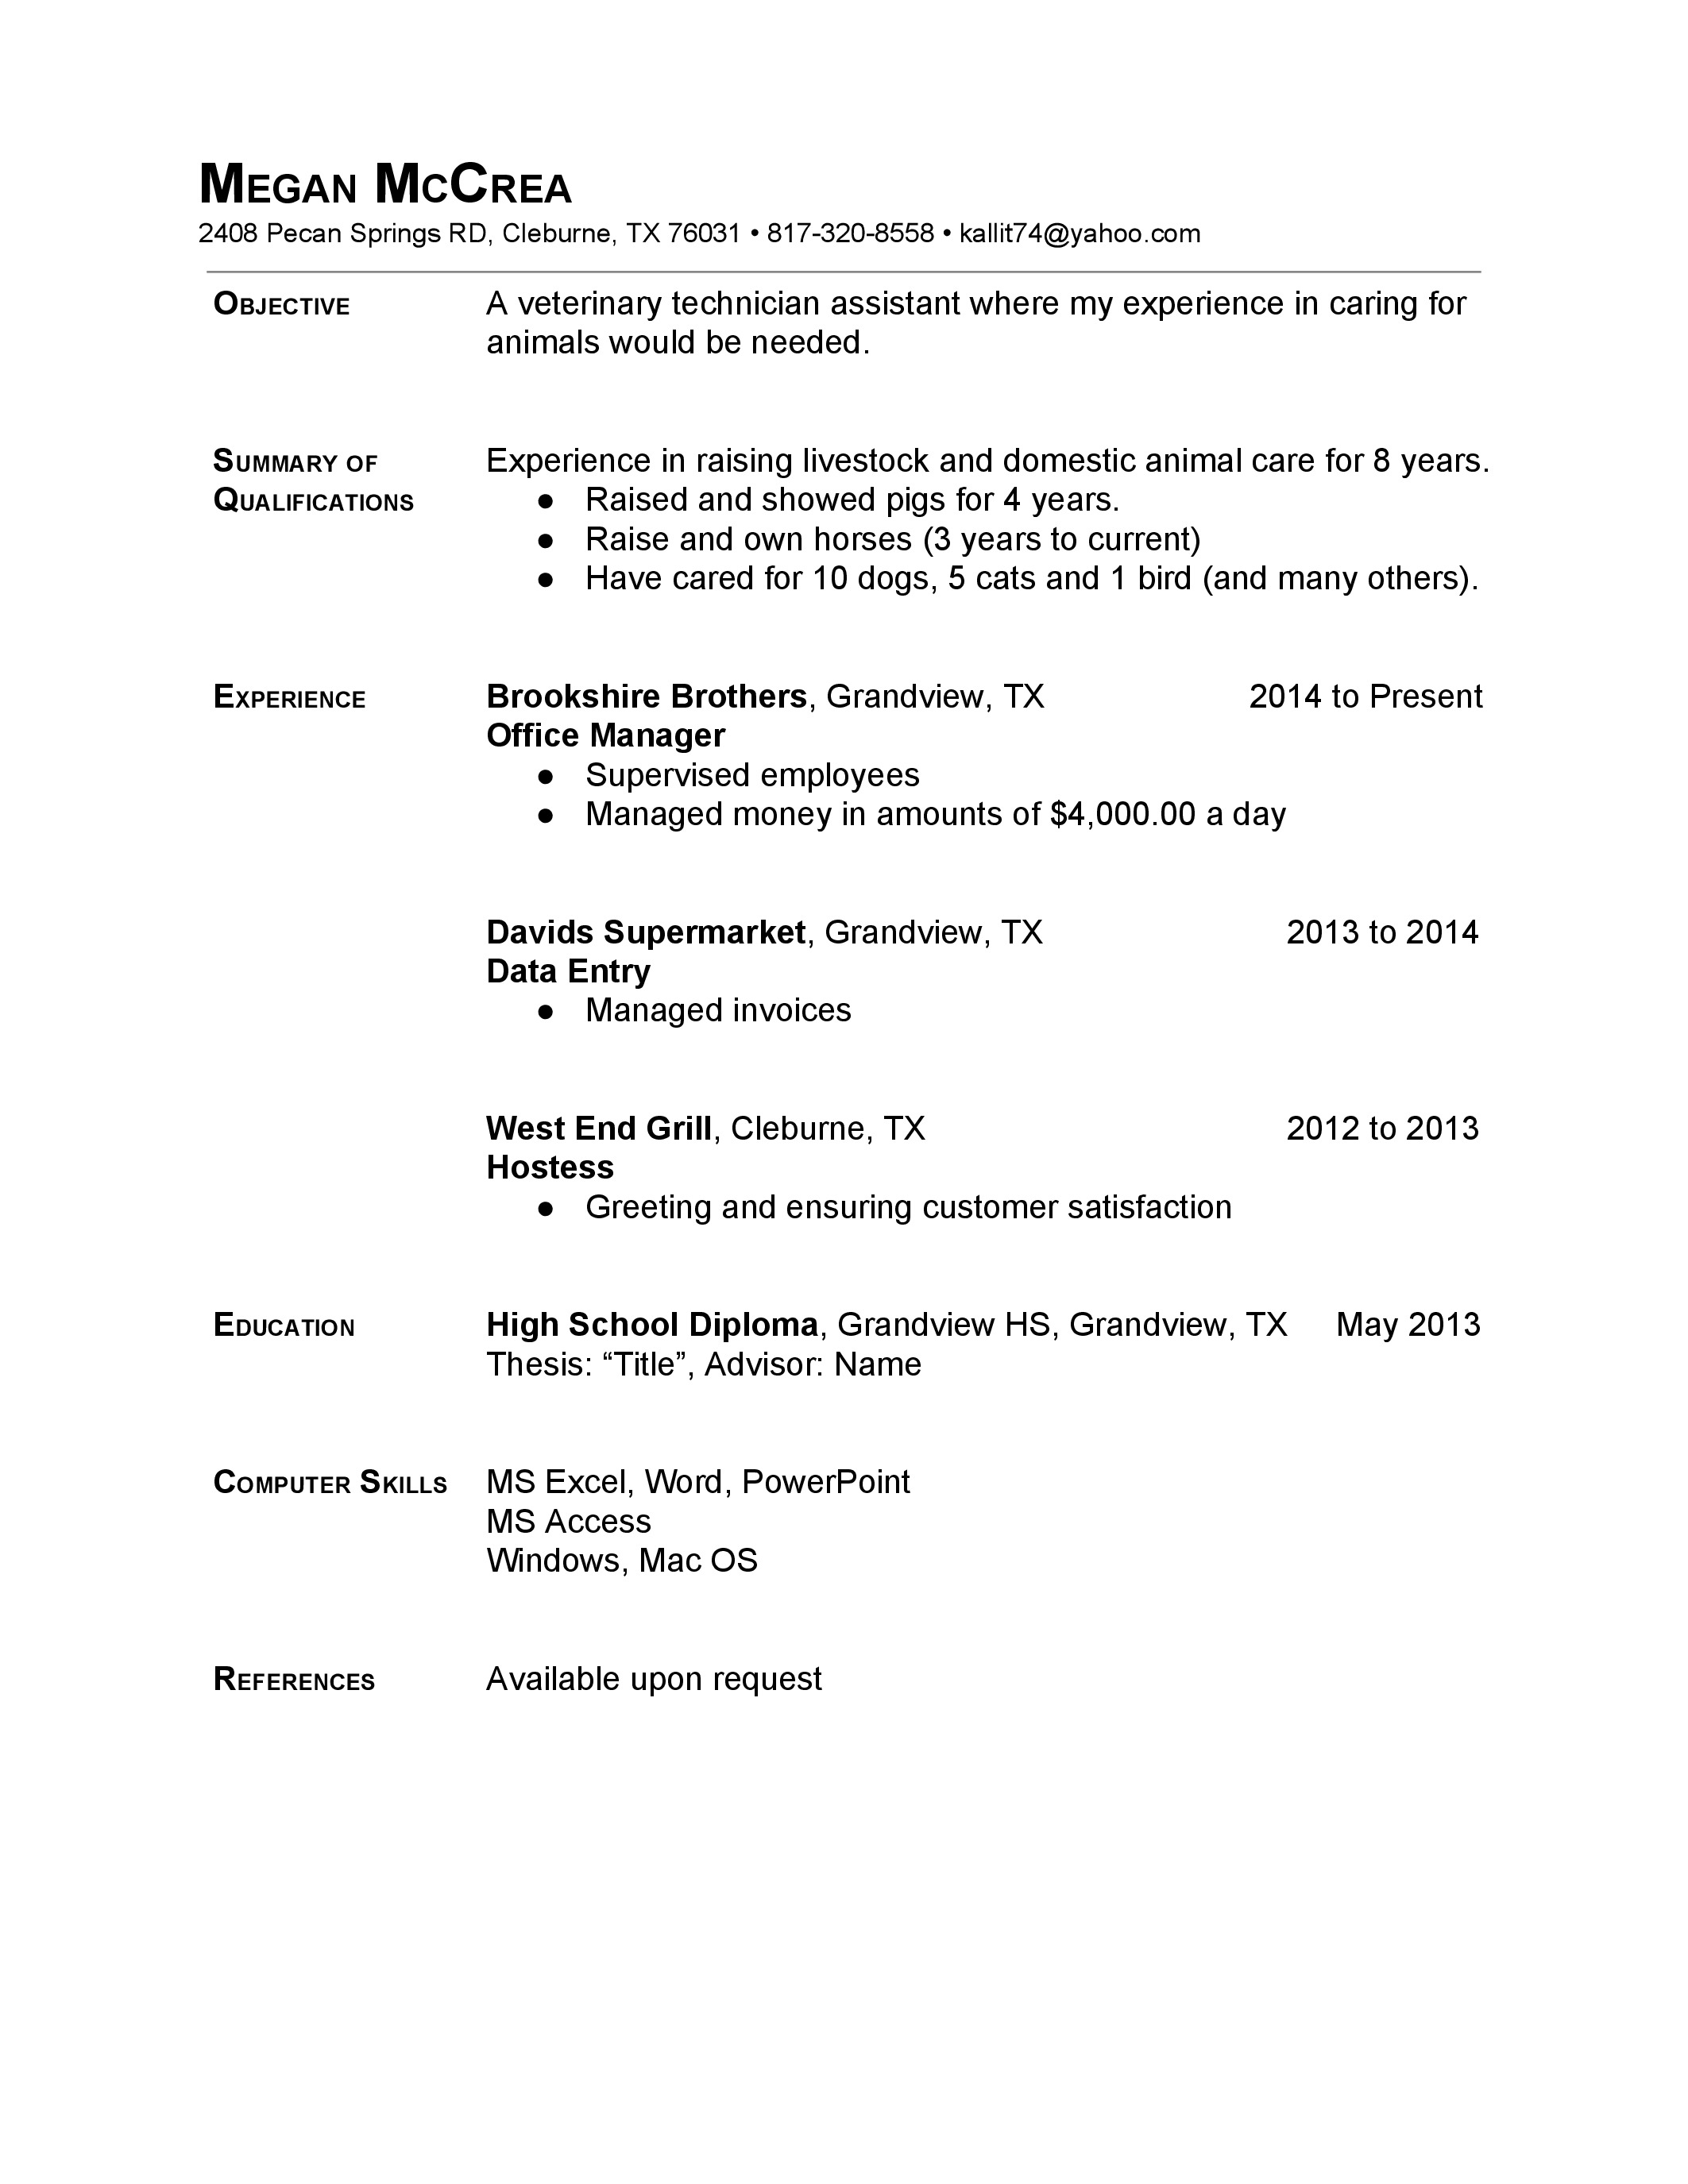 MEGAN MCCREA
2408 Pecan Springs RD, Cleburne, TX 76031 • 817-320-8558 • kallit74@yahoo.com
OBJECTIVE A veterinary technician assistant where my experience in caring for
animals would be needed.
SUMMARY OF Experience in raising livestock and domestic animal care for 8 years.
QUALIFICATIONS ● Raised and showed pigs for 4 years.
● Raise and own horses (3 years to current)
● Have cared for 10 dogs, 5 cats and 1 bird (and many others).
EXPERIENCE Brookshire Brothers, Grandview, TX 2014 to Present
Office Manager
● Supervised employees
● Managed money in amounts of $4,000.00 a day
Davids Supermarket, Grandview, TX 2013 to 2014
Data Entry
● Managed invoices
West End Grill, Cleburne, TX 2012 to 2013
Hostess
● Greeting and ensuring customer satisfaction
EDUCATION High School Diploma, Grandview HS, Grandview, TX May 2013
Thesis: “Title”, Advisor: Name
COMPUTER SKILLS MS Excel, Word, PowerPoint
MS Access
Windows, Mac OS
REFERENCES Available upon request